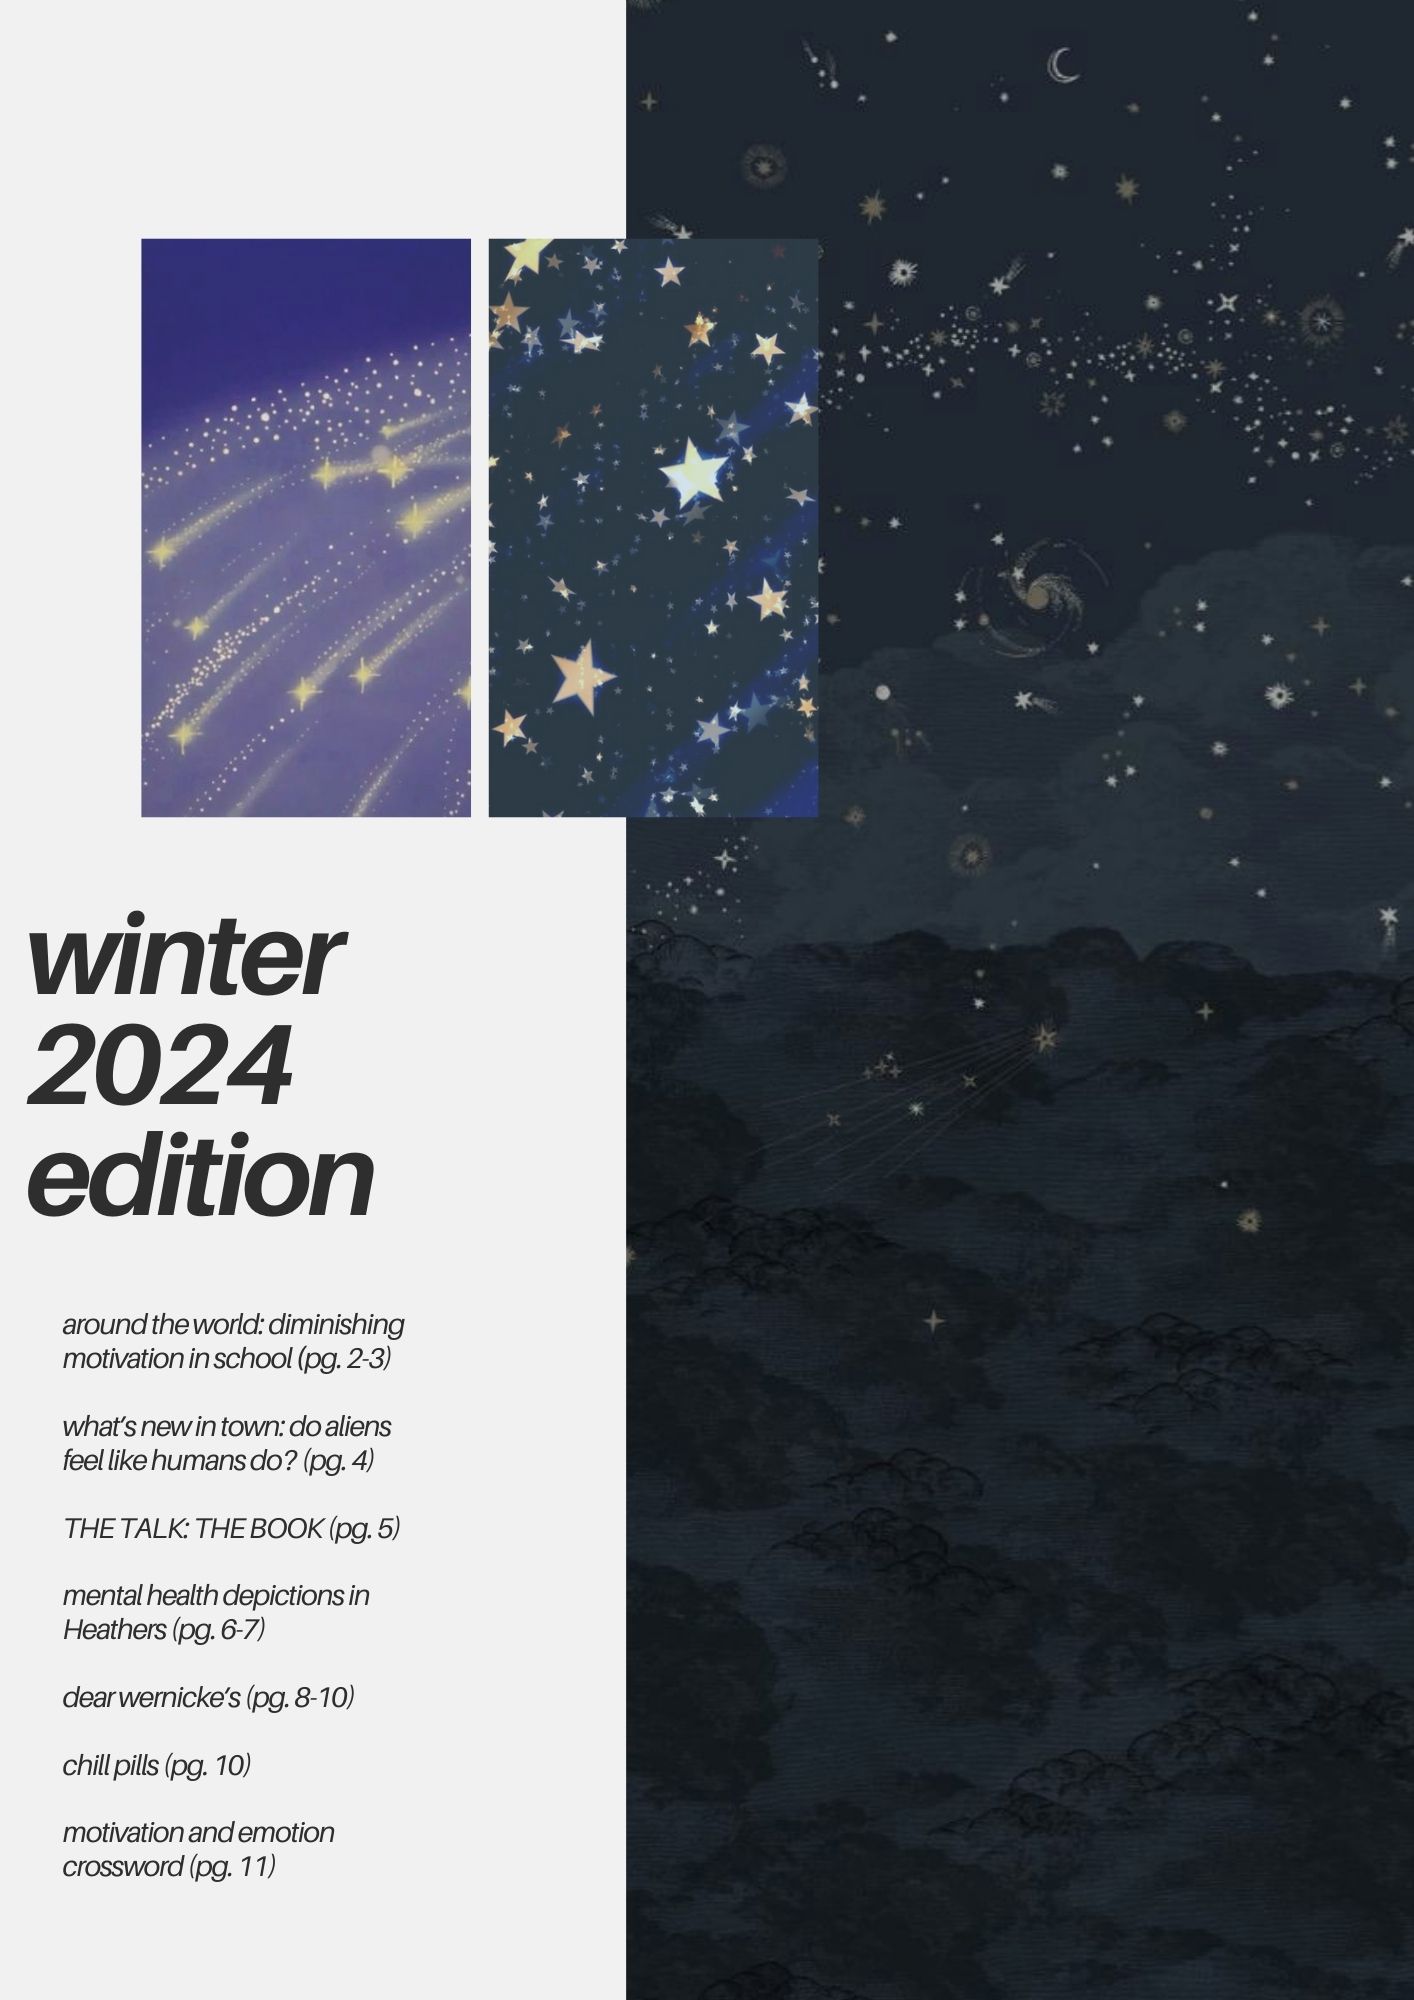 winter
2024
edition
around the world: diminishing
motivation in school (pg. 2-3)
what's new in town: do aliens
feel like humans do? (pg. 4)
THE TALK: THE BOOK (pg. 5)
mental health depictions in
Heathers (pg. 6-7)
dear wernicke's (pg. 8-10)
chill pills (pg. 10)
motivation and emotion
crossword (pg. 11)